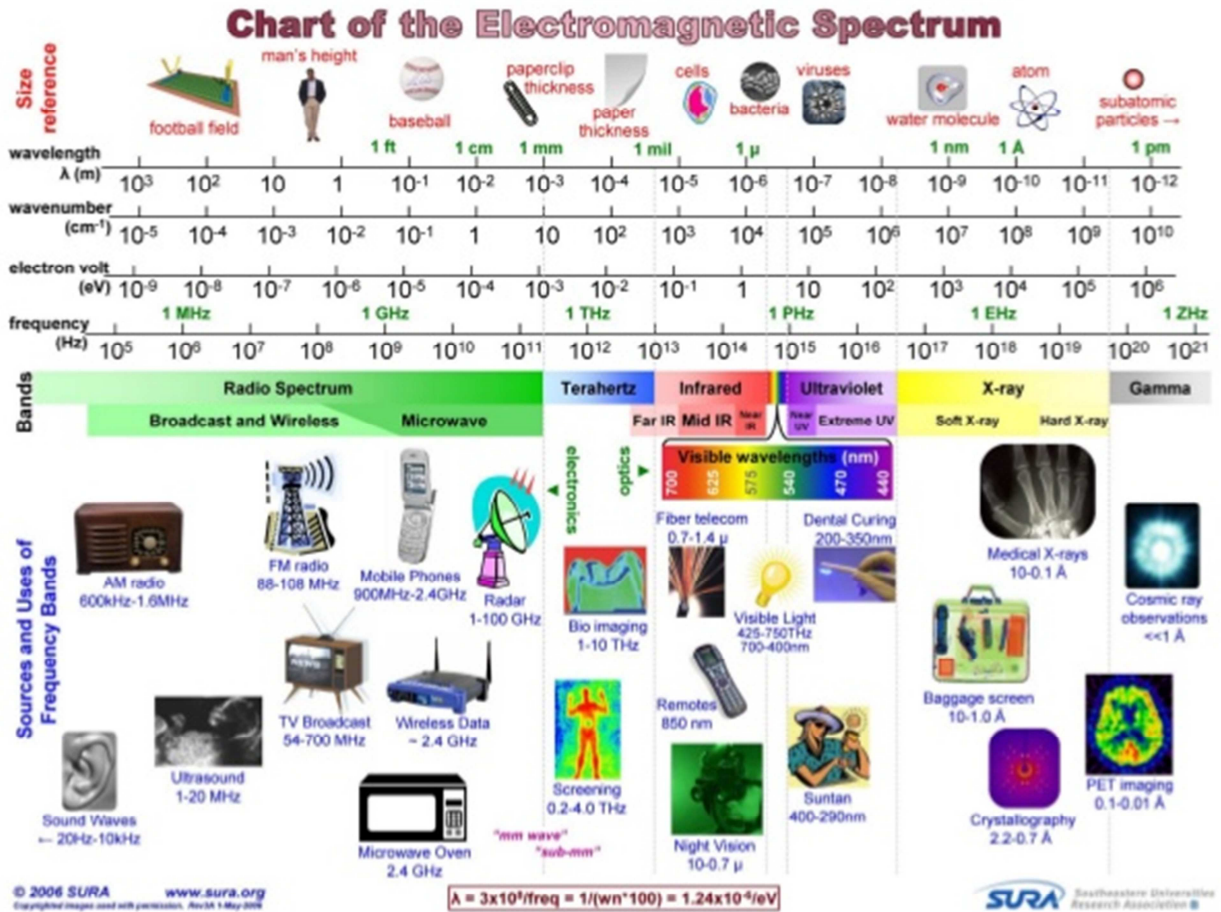 Chart of the Electromagnetic Spectrum
Size reference
football field
man's height
baseball
paperclip thickness
paper thickness
cells
bacteria
viruses
water molecule
atom
subatomic particles →
1 ft 1 cm 1 mm 1 mil 1 µ 1 nm 1 Å 1 pm
wavelength λ (m)
10³ 10² 10 1 10⁻¹ 10⁻² 10⁻³ 10⁻⁴ 10⁻⁵ 10⁻⁶ 10⁻⁷ 10⁻⁸ 10⁻⁹ 10⁻¹⁰ 10⁻¹¹ 10⁻¹²
wavenumber (cm⁻¹)
10⁻⁵ 10⁻⁴ 10⁻³ 10⁻² 10⁻¹ 1 10 10² 10³ 10⁴ 10⁵ 10⁶ 10⁷ 10⁸ 10⁹ 10¹⁰
electron volt (eV)
10⁻⁹ 10⁻⁸ 10⁻⁷ 10⁻⁶ 10⁻⁵ 10⁻⁴ 10⁻³ 10⁻² 10⁻¹ 1 10 10² 10³ 10⁴ 10⁵ 10⁶
1 MHz 1 GHz 1 THz 1 PHz 1 EHz 1 ZHz
frequency (Hz)
10⁵ 10⁶ 10⁷ 10⁸ 10⁹ 10¹⁰ 10¹¹ 10¹² 10¹³ 10¹⁴ 10¹⁵ 10¹⁶ 10¹⁷ 10¹⁸ 10¹⁹ 10²⁰ 10²¹
Bands
Radio Spectrum Terahertz Infrared Ultraviolet X-ray Gamma
Broadcast and Wireless Microwave Far IR Mid IR Near IR Near UV Extreme UV Soft X-ray Hard X-ray
electronics
optics
Visible wavelengths (nm)
700 625 575 540 470 440
Sources and Uses of Frequency Bands
AM radio
600kHz-1.6MHz
FM radio
88-108 MHz
Mobile Phones
900MHz-2.4GHz
Radar
1-100 GHz
Bio imaging
1-10 THz
Fiber telecom
0.7-1.4 µ
Visible Light
425-750THz
700-400nm
Dental Curing
200-350nm
Medical X-rays
10-0.1 Å
Cosmic ray
observations
<<1 Å
Sound Waves
← 20Hz-10kHz
Ultrasound
1-20 MHz
TV Broadcast
54-700 MHz
Wireless Data
~ 2.4 GHz
Microwave Oven
2.4 GHz
Screening
0.2-4.0 THz
"mm wave"
"sub-mm"
Remotes
850 nm
Night Vision
10-0.7 µ
Suntan
400-290nm
Baggage screen
10-1.0 Å
Crystallography
2.2-0.7 Å
PET imaging
0.1-0.01 Å
© 2006 SURA www.sura.org
Copyrighted images used with permission. Rev3A 1-May-2006
λ = 3x10⁸/freq = 1/(wn*100) = 1.24x10⁻⁶/eV
SURA
Southeastern Universities
Research Association